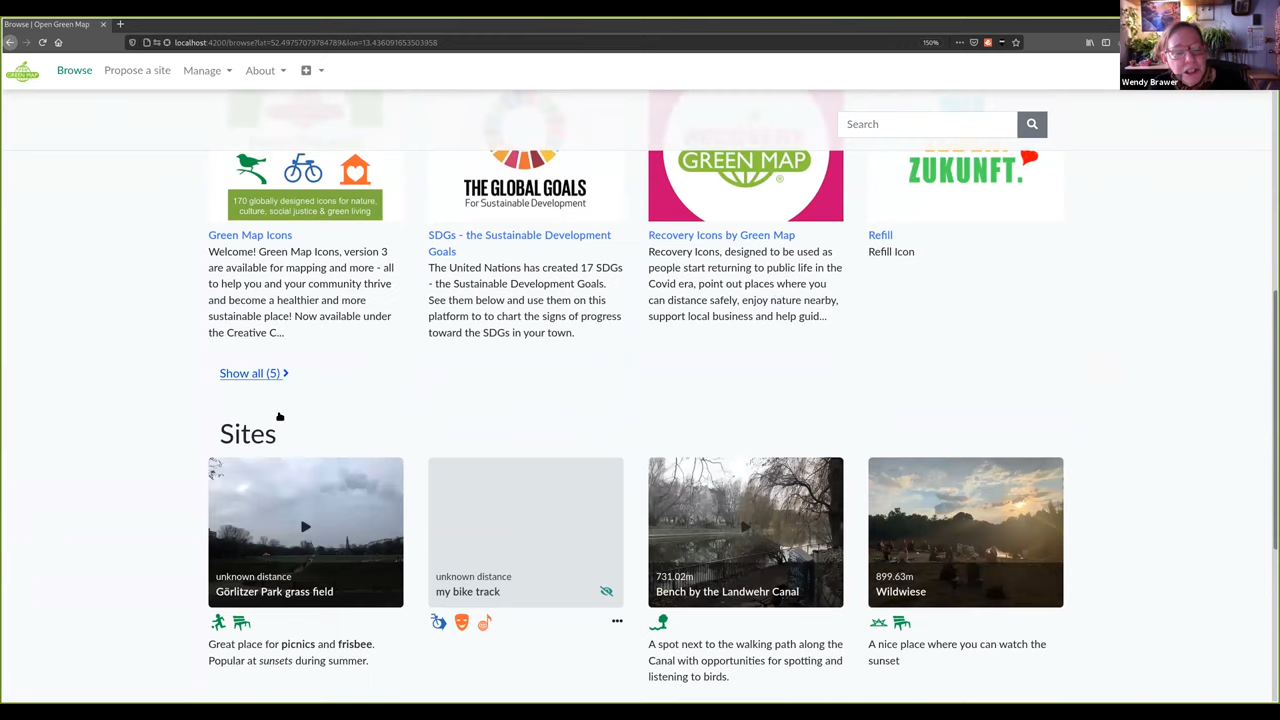 Browse | Open Green Map
localhost:4200/browse?lat=52.49757079784789&lon=13.436091653503958
150%
Wendy Brawer
GREEN MAP
Browse
Propose a site
Manage
About
Search
170 globally designed icons for nature,
culture, social justice & green living
THE GLOBAL GOALS
For Sustainable Development
GREEN MAP
ZUKUNFT.
Green Map Icons
Welcome! Green Map Icons, version 3
are available for mapping and more - all
to help you and your community thrive
and become a healthier and more
sustainable place! Now available under
the Creative C...
SDGs - the Sustainable Development
Goals
The United Nations has created 17 SDGs
- the Sustainable Development Goals.
See them below and use them on this
platform to to chart the signs of progress
toward the SDGs in your town.
Recovery Icons by Green Map
Recovery Icons, designed to be used as
people start returning to public life in the
Covid era, point out places where you
can distance safely, enjoy nature nearby,
support local business and help guid...
Refill
Refill Icon
Show all (5)
Sites
unknown distance
Görlitzer Park grass field
Great place for picnics and frisbee.
Popular at sunsets during summer.
unknown distance
my bike track
731.02m
Bench by the Landwehr Canal
A spot next to the walking path along the
Canal with opportunities for spotting and
listening to birds.
899.63m
Wildwiese
A nice place where you can watch the
sunset